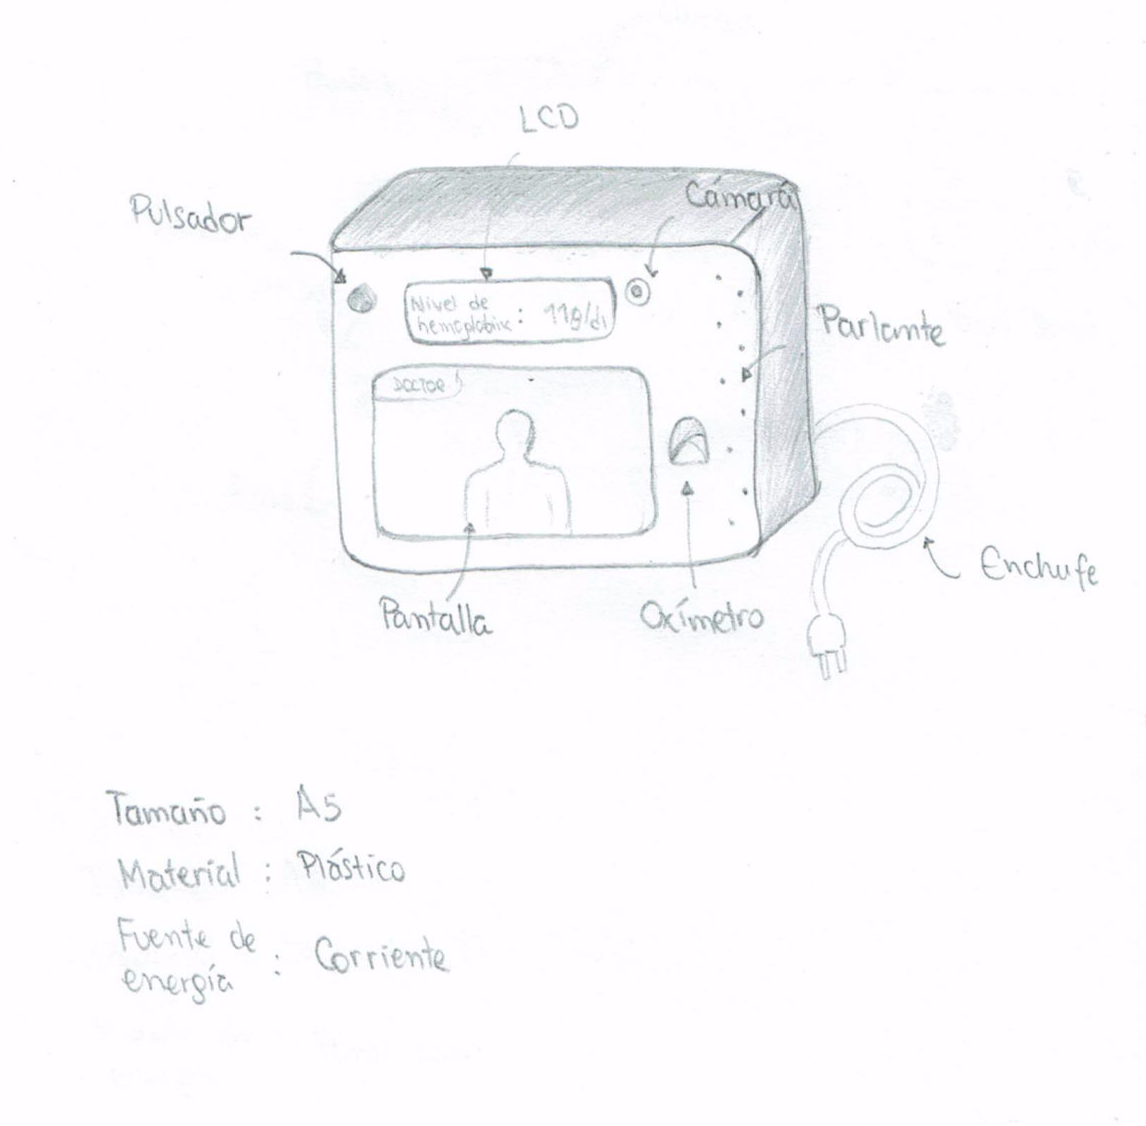 LCD
Pulsador
Cámará
Nivel de
hemoglobina : 11g/dl
Parlante
DOCTOR
Enchufe
Pantalla
Oxímetro
Tamaño : A5
Material : Plástico
Fuente de
energía : Corriente